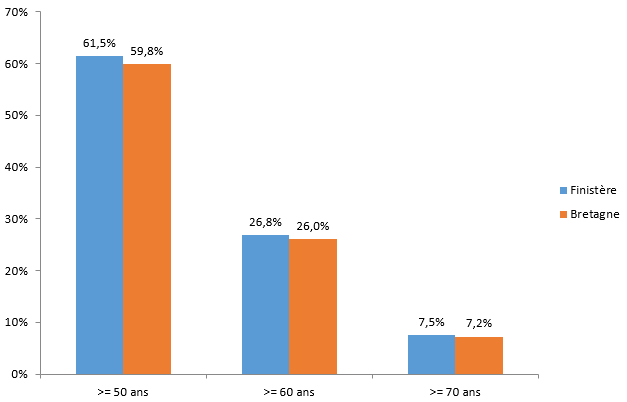 70%
60%
50%
40%
30%
20%
10%
0%
61,5%
59,8%
26,8%
26,0%
7,5%
7,2%
>= 50 ans
>= 60 ans
>= 70 ans
Finistère
Bretagne